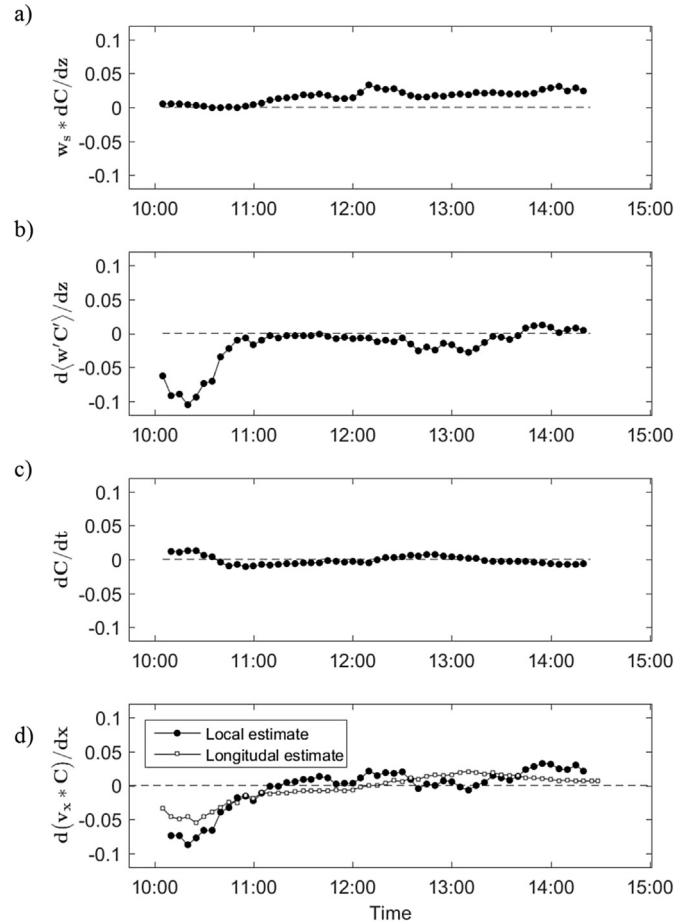 a)
0.1
0.05
0
-0.05
-0.1
w_s * dC/dz
10:00 11:00 12:00 13:00 14:00 15:00
b)
0.1
0.05
0
-0.05
-0.1
d⟨w'C'⟩/dz
10:00 11:00 12:00 13:00 14:00 15:00
c)
0.1
0.05
0
-0.05
-0.1
dC/dt
10:00 11:00 12:00 13:00 14:00 15:00
d)
0.1
0.05
0
-0.05
-0.1
d(v_x * C)/dx
Local estimate
Longitudal estimate
10:00 11:00 12:00 13:00 14:00 15:00
Time